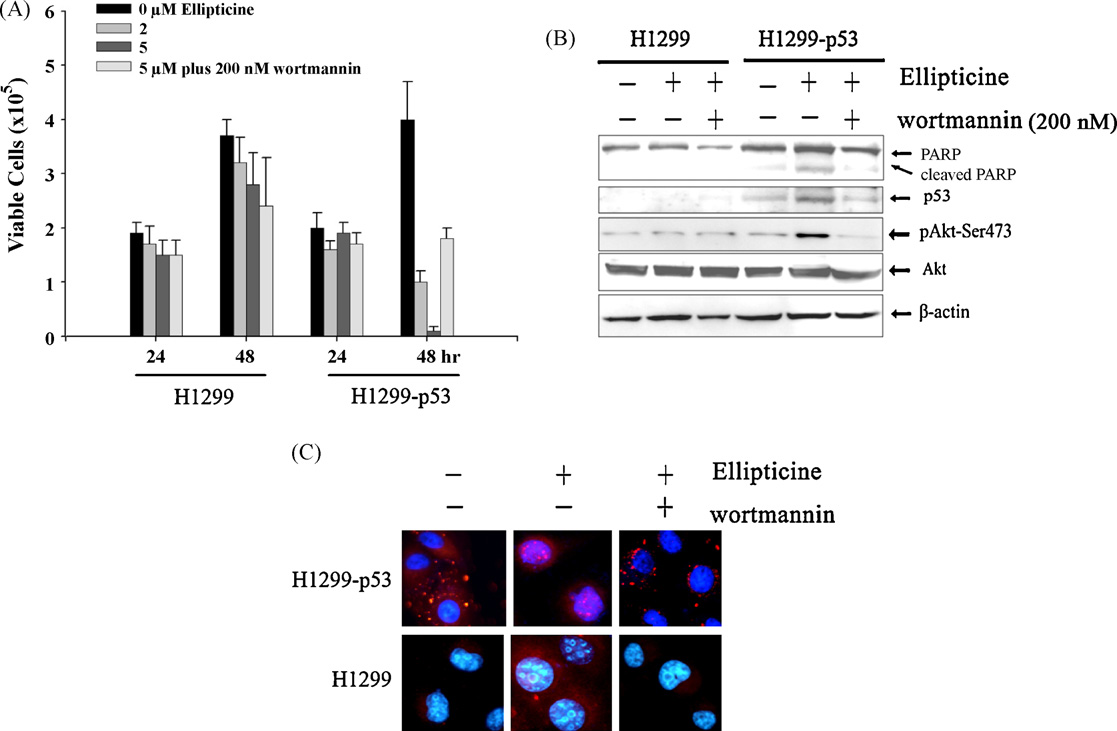 (A)
6
5
4
3
2
1
0
Viable Cells (x10⁵)
0 µM Ellipticine
2
5
5 µM plus 200 nM wortmannin
24
48
24
48 hr
H1299
H1299-p53
(B)
H1299
H1299-p53
− + + − + + Ellipticine
− − + − − + wortmannin (200 nM)
PARP
cleaved PARP
p53
pAkt-Ser473
Akt
β-actin
(C)
− + + Ellipticine
− − + wortmannin
H1299-p53
H1299